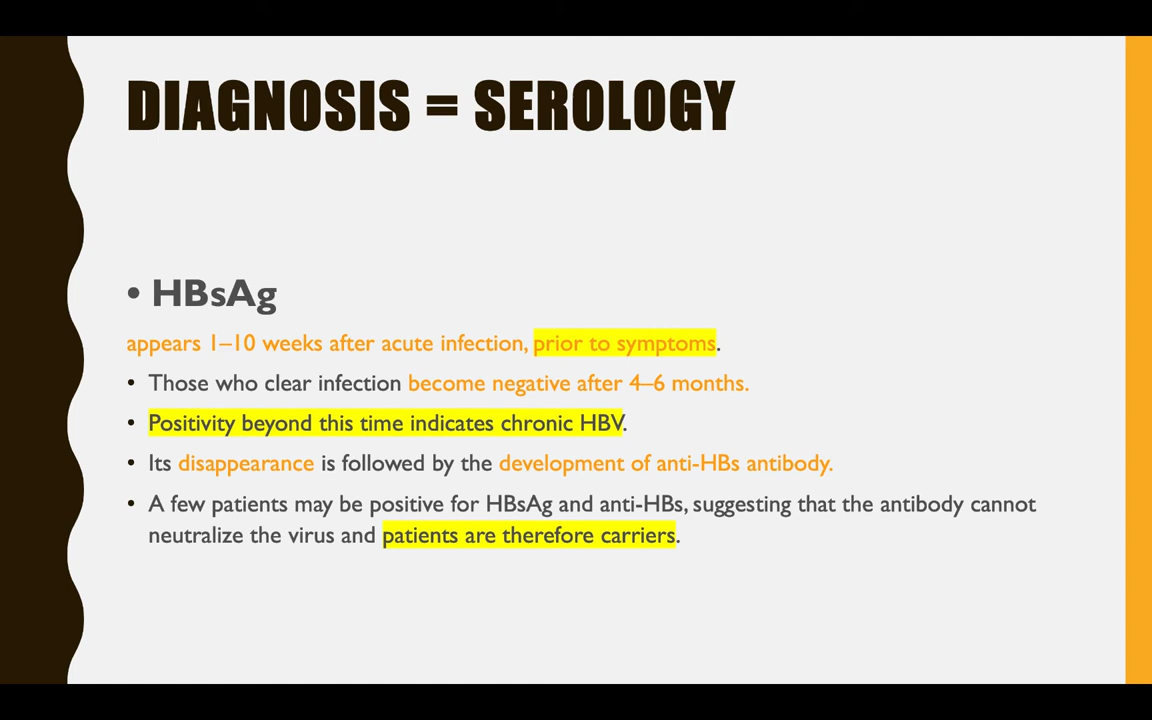 DIAGNOSIS = SEROLOGY
• HBsAg
appears 1–10 weeks after acute infection, prior to symptoms.
• Those who clear infection become negative after 4–6 months.
• Positivity beyond this time indicates chronic HBV.
• Its disappearance is followed by the development of anti-HBs antibody.
• A few patients may be positive for HBsAg and anti-HBs, suggesting that the antibody cannot
neutralize the virus and patients are therefore carriers.